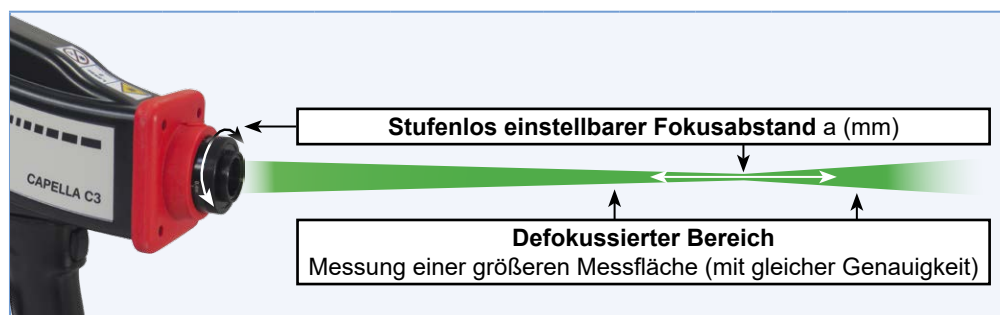 Stufenlos einstellbarer Fokusabstand a (mm)
CAPELLA C3
Defokussierter Bereich
Messung einer größeren Messfläche (mit gleicher Genauigkeit)